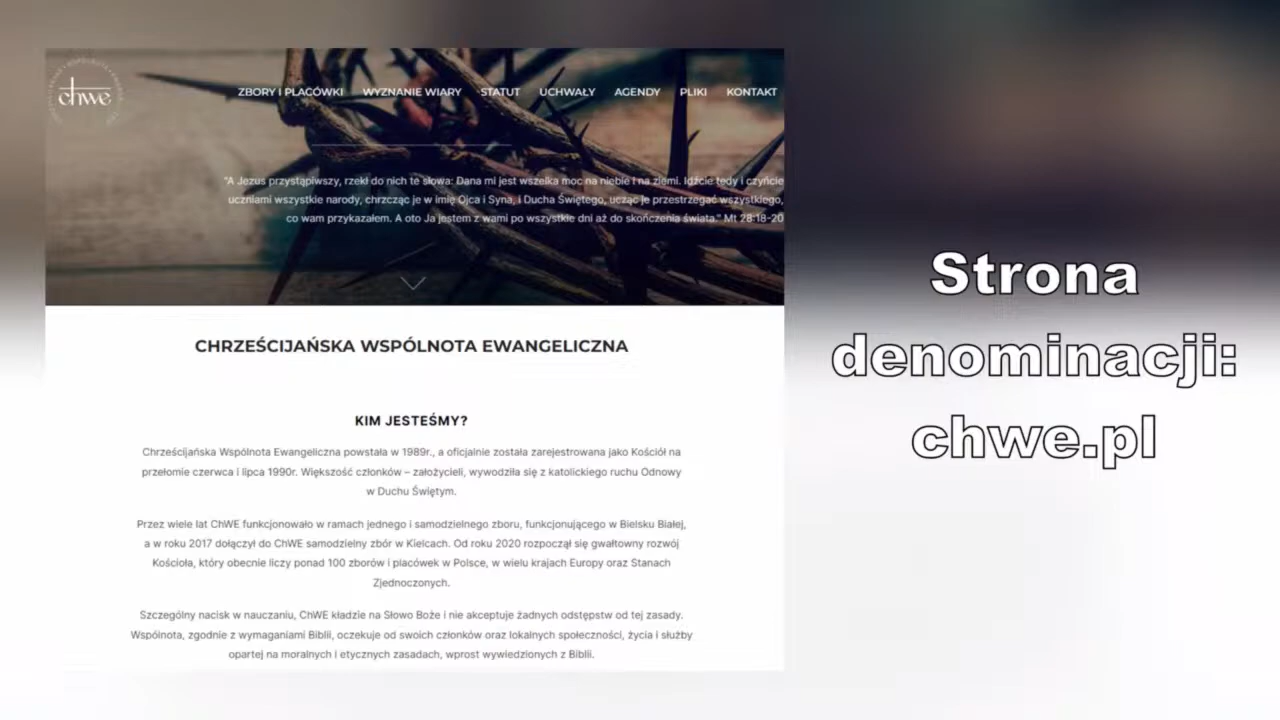 chwe
ZBORY I PLACÓWKI WYZNANIE WIARY STATUT UCHWAŁY AGENDY PLIKI KONTAKT
"A Jezus przystąpiwszy, rzekł do nich te słowa: Dana mi jest wszelka moc na niebie i na ziemi. Idźcie tedy i czyńcie
uczniami wszystkie narody, chrzcząc je w imię Ojca i Syna, i Ducha Świętego, ucząc je przestrzegać wszystkiego,
co wam przykazałem. A oto Ja jestem z wami po wszystkie dni aż do skończenia świata." Mt 28:18-20
CHRZEŚCIJAŃSKA WSPÓLNOTA EWANGELICZNA
KIM JESTEŚMY?
Chrześcijańska Wspólnota Ewangeliczna powstała w 1989r., a oficjalnie została zarejestrowana jako Kościół na
przełomie czerwca i lipca 1990r. Większość członków – założycieli, wywodziła się z katolickiego ruchu Odnowy
w Duchu Świętym.
Przez wiele lat ChWE funkcjonowało w ramach jednego i samodzielnego zboru, funkcjonującego w Bielsku Białej,
a w roku 2017 dołączył do ChWE samodzielny zbór w Kielcach. Od roku 2020 rozpoczął się gwałtowny rozwój
Kościoła, który obecnie liczy ponad 100 zborów i placówek w Polsce, w wielu krajach Europy oraz Stanach
Zjednoczonych.
Szczególny nacisk w nauczaniu, ChWE kładzie na Słowo Boże i nie akceptuje żadnych odstępstw od tej zasady.
Wspólnota, zgodnie z wymaganiami Biblii, oczekuje od swoich członków oraz lokalnych społeczności, życia i służby
opartej na moralnych i etycznych zasadach, wprost wywiedzionych z Biblii.
Strona
denominacji:
chwe.pl